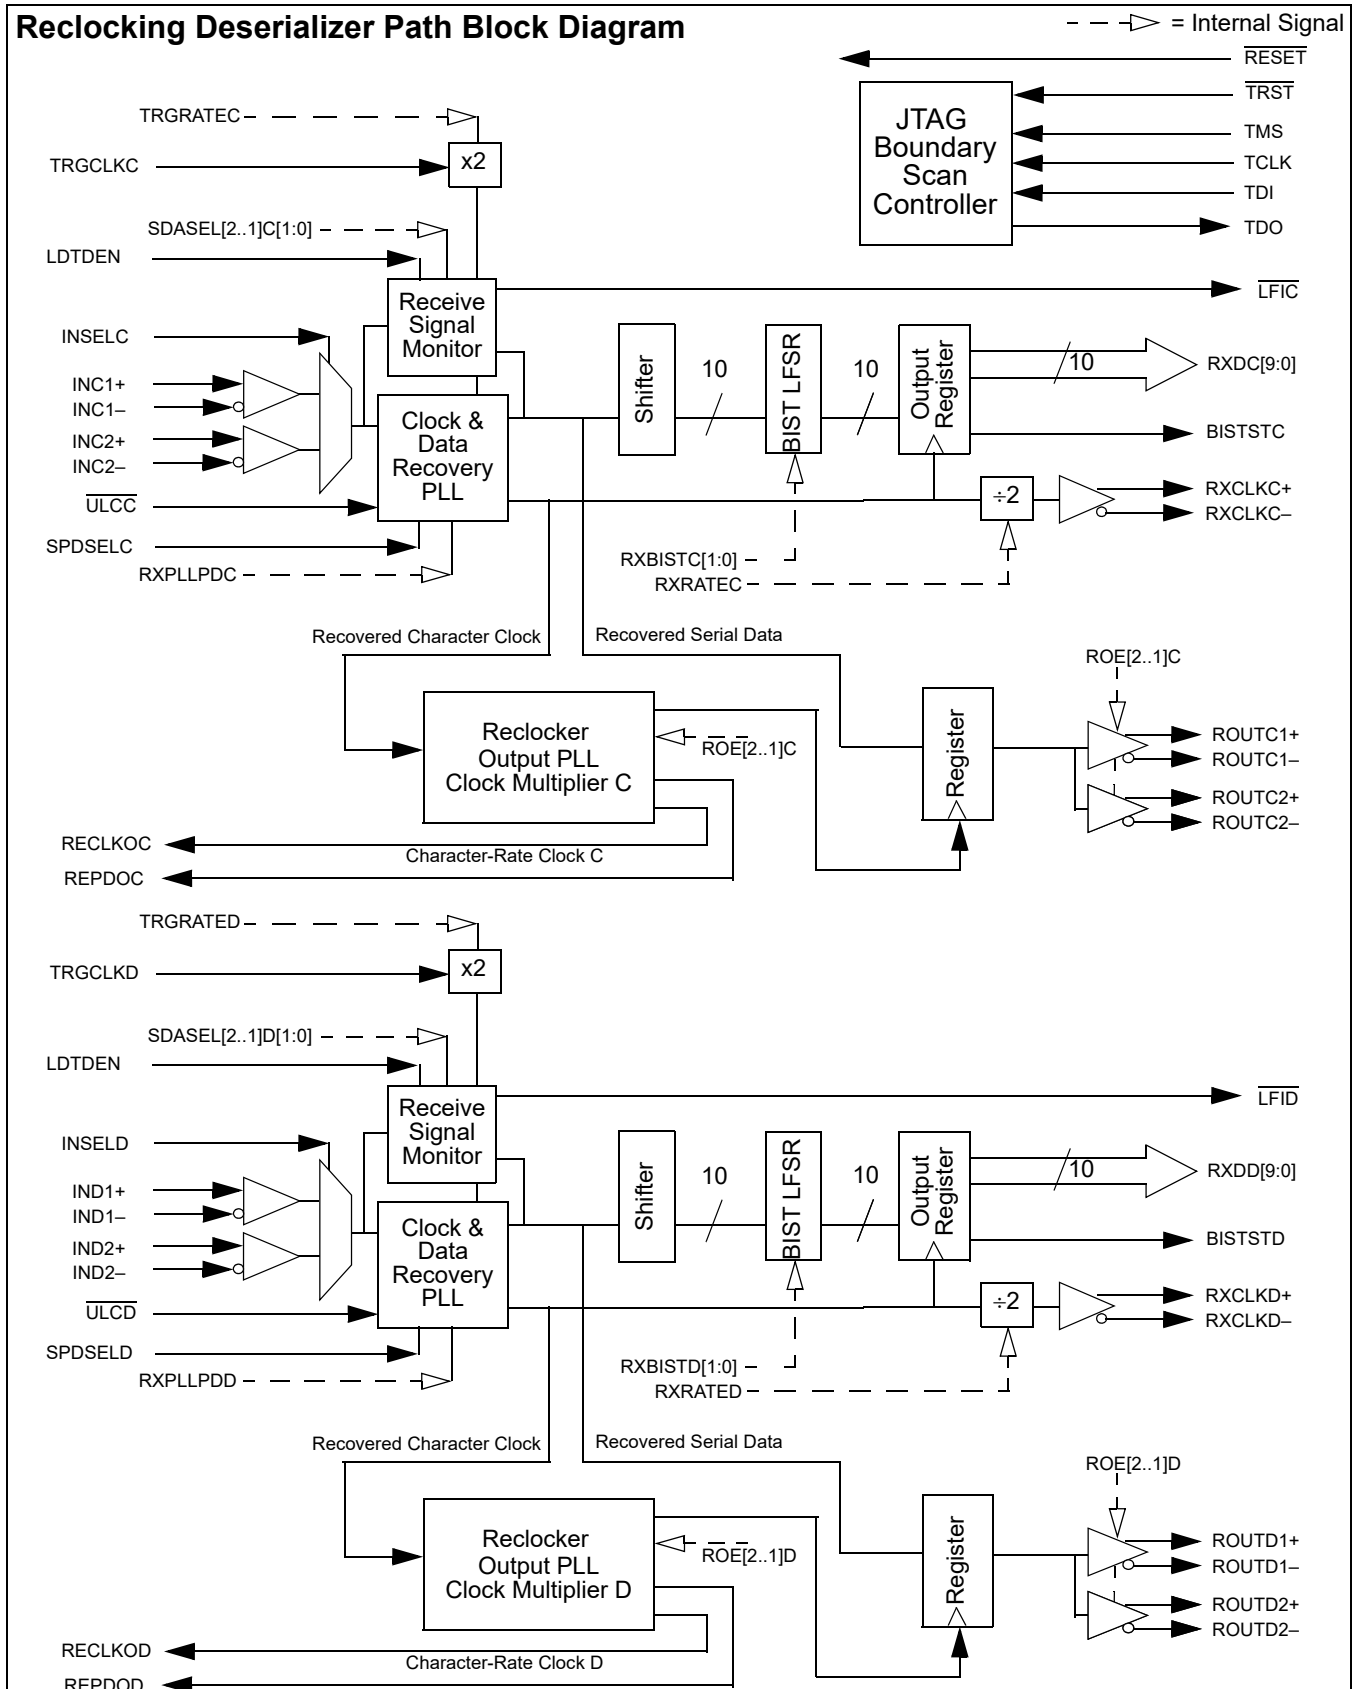 Reclocking Deserializer Path Block Diagram
= Internal Signal
RESET
TRST
TMS
TCLK
TDI
TDO
JTAG
Boundary
Scan
Controller
TRGRATEC
TRGCLKC
x2
SDASEL[2..1]C[1:0]
LDTDEN
LFIC
Receive
Signal
Monitor
INSELC
INC1+
INC1–
INC2+
INC2–
ULCC
SPDSELC
RXPLLPDC
Clock &
Data
Recovery
PLL
Shifter
10
BIST LFSR
10
Output
Register
10
RXDC[9:0]
BISTSTC
÷2
RXCLKC+
RXCLKC–
RXBISTC[1:0]
RXRATEC
Recovered Character Clock
Recovered Serial Data
Reclocker
Output PLL
Clock Multiplier C
ROE[2..1]C
Register
ROE[2..1]C
ROUTC1+
ROUTC1–
ROUTC2+
ROUTC2–
RECLKOC
Character-Rate Clock C
REPDOC
TRGRATED
TRGCLKD
x2
SDASEL[2..1]D[1:0]
LDTDEN
LFID
Receive
Signal
Monitor
INSELD
IND1+
IND1–
IND2+
IND2–
ULCD
SPDSELD
RXPLLPDD
Clock &
Data
Recovery
PLL
Shifter
10
BIST LFSR
10
Output
Register
10
RXDD[9:0]
BISTSTD
÷2
RXCLKD+
RXCLKD–
RXBISTD[1:0]
RXRATED
Recovered Character Clock
Recovered Serial Data
Reclocker
Output PLL
Clock Multiplier D
ROE[2..1]D
Register
ROE[2..1]D
ROUTD1+
ROUTD1–
ROUTD2+
ROUTD2–
RECLKOD
Character-Rate Clock D
REPDOD